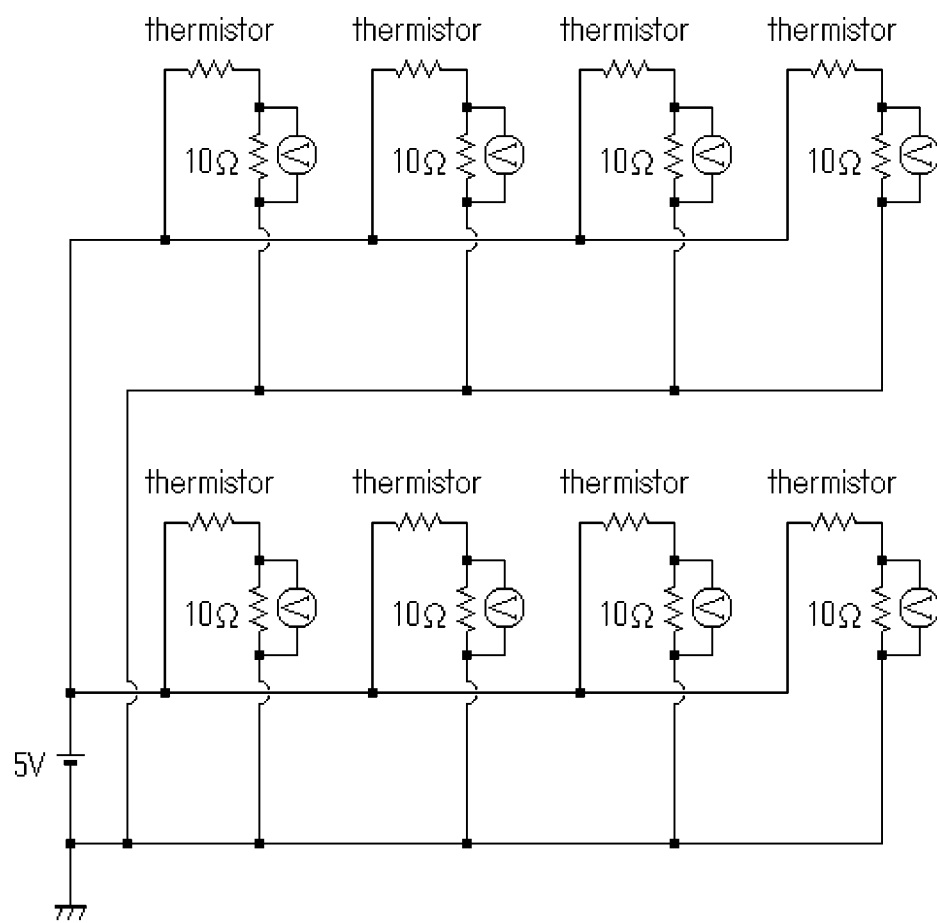 thermistor thermistor thermistor thermistor
10Ω V 10Ω V 10Ω V 10Ω V
thermistor thermistor thermistor thermistor
10Ω V 10Ω V 10Ω V 10Ω V
5V